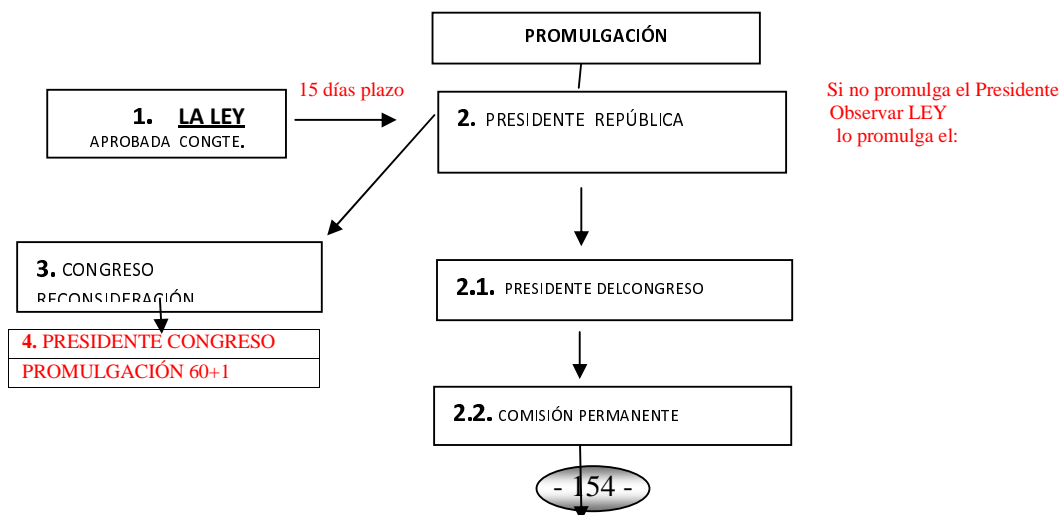 PROMULGACIÓN
15 días plazo
1. LA LEY
APROBADA CONGTE.
2. PRESIDENTE REPÚBLICA
Si no promulga el Presidente
Observar LEY
lo promulga el:
3. CONGRESO
RECONSIDERACIÓN
4. PRESIDENTE CONGRESO
PROMULGACIÓN 60+1
2.1. PRESIDENTE DELCONGRESO
2.2. COMISIÓN PERMANENTE
- 154 -